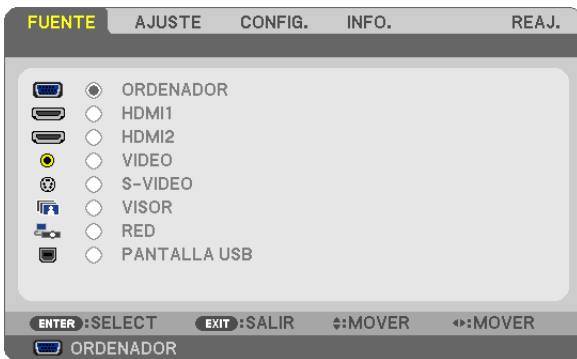 FUENTE AJUSTE CONFIG. INFO. REAJ.
ORDENADOR
HDMI1
HDMI2
VIDEO
S-VIDEO
VISOR
RED
PANTALLA USB
ENTER :SELECT EXIT :SALIR :MOVER :MOVER
ORDENADOR